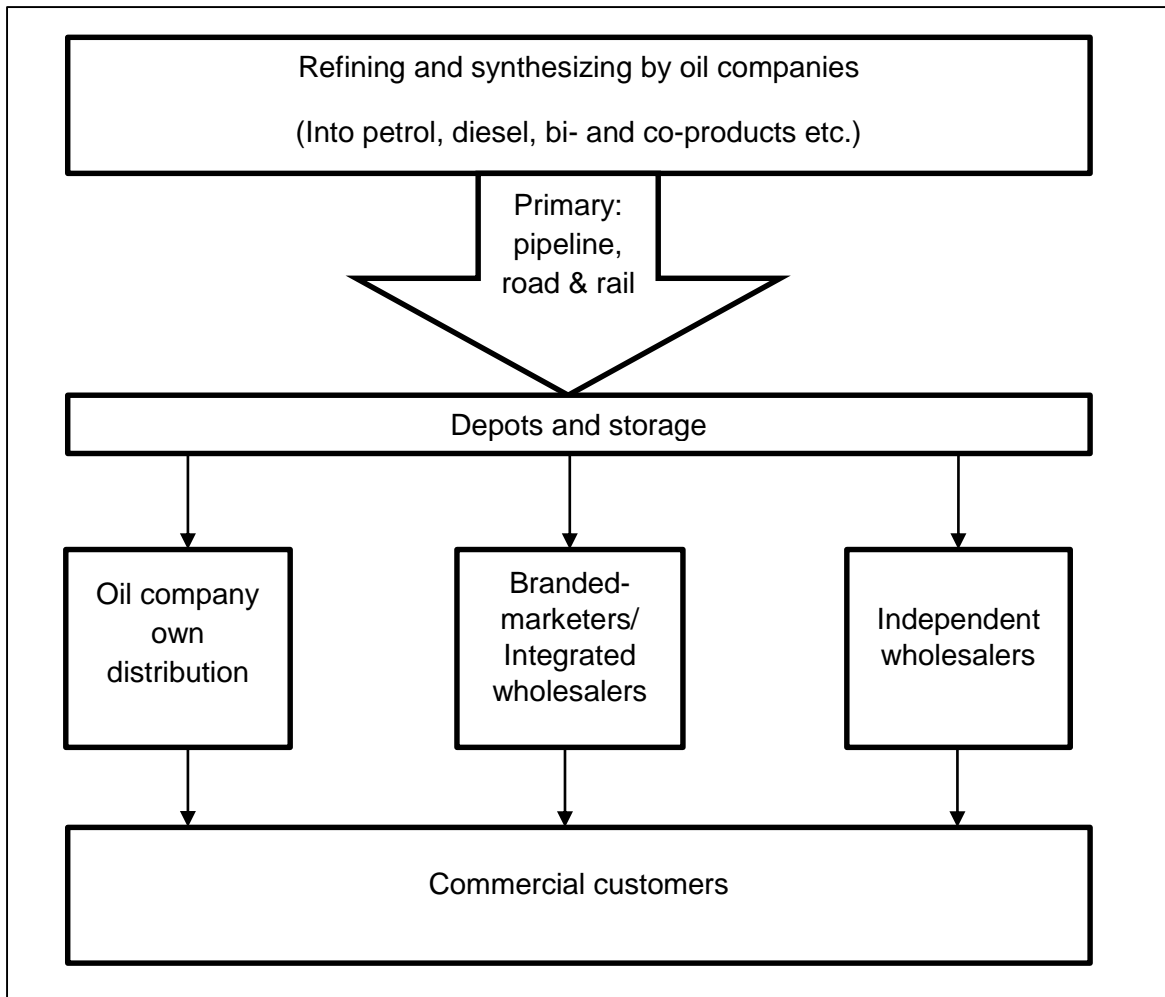 Refining and synthesizing by oil companies
(Into petrol, diesel, bi- and co-products etc.)
Primary:
pipeline,
road & rail
Depots and storage
Oil company
own
distribution
Branded-
marketers/
Integrated
wholesalers
Independent
wholesalers
Commercial customers